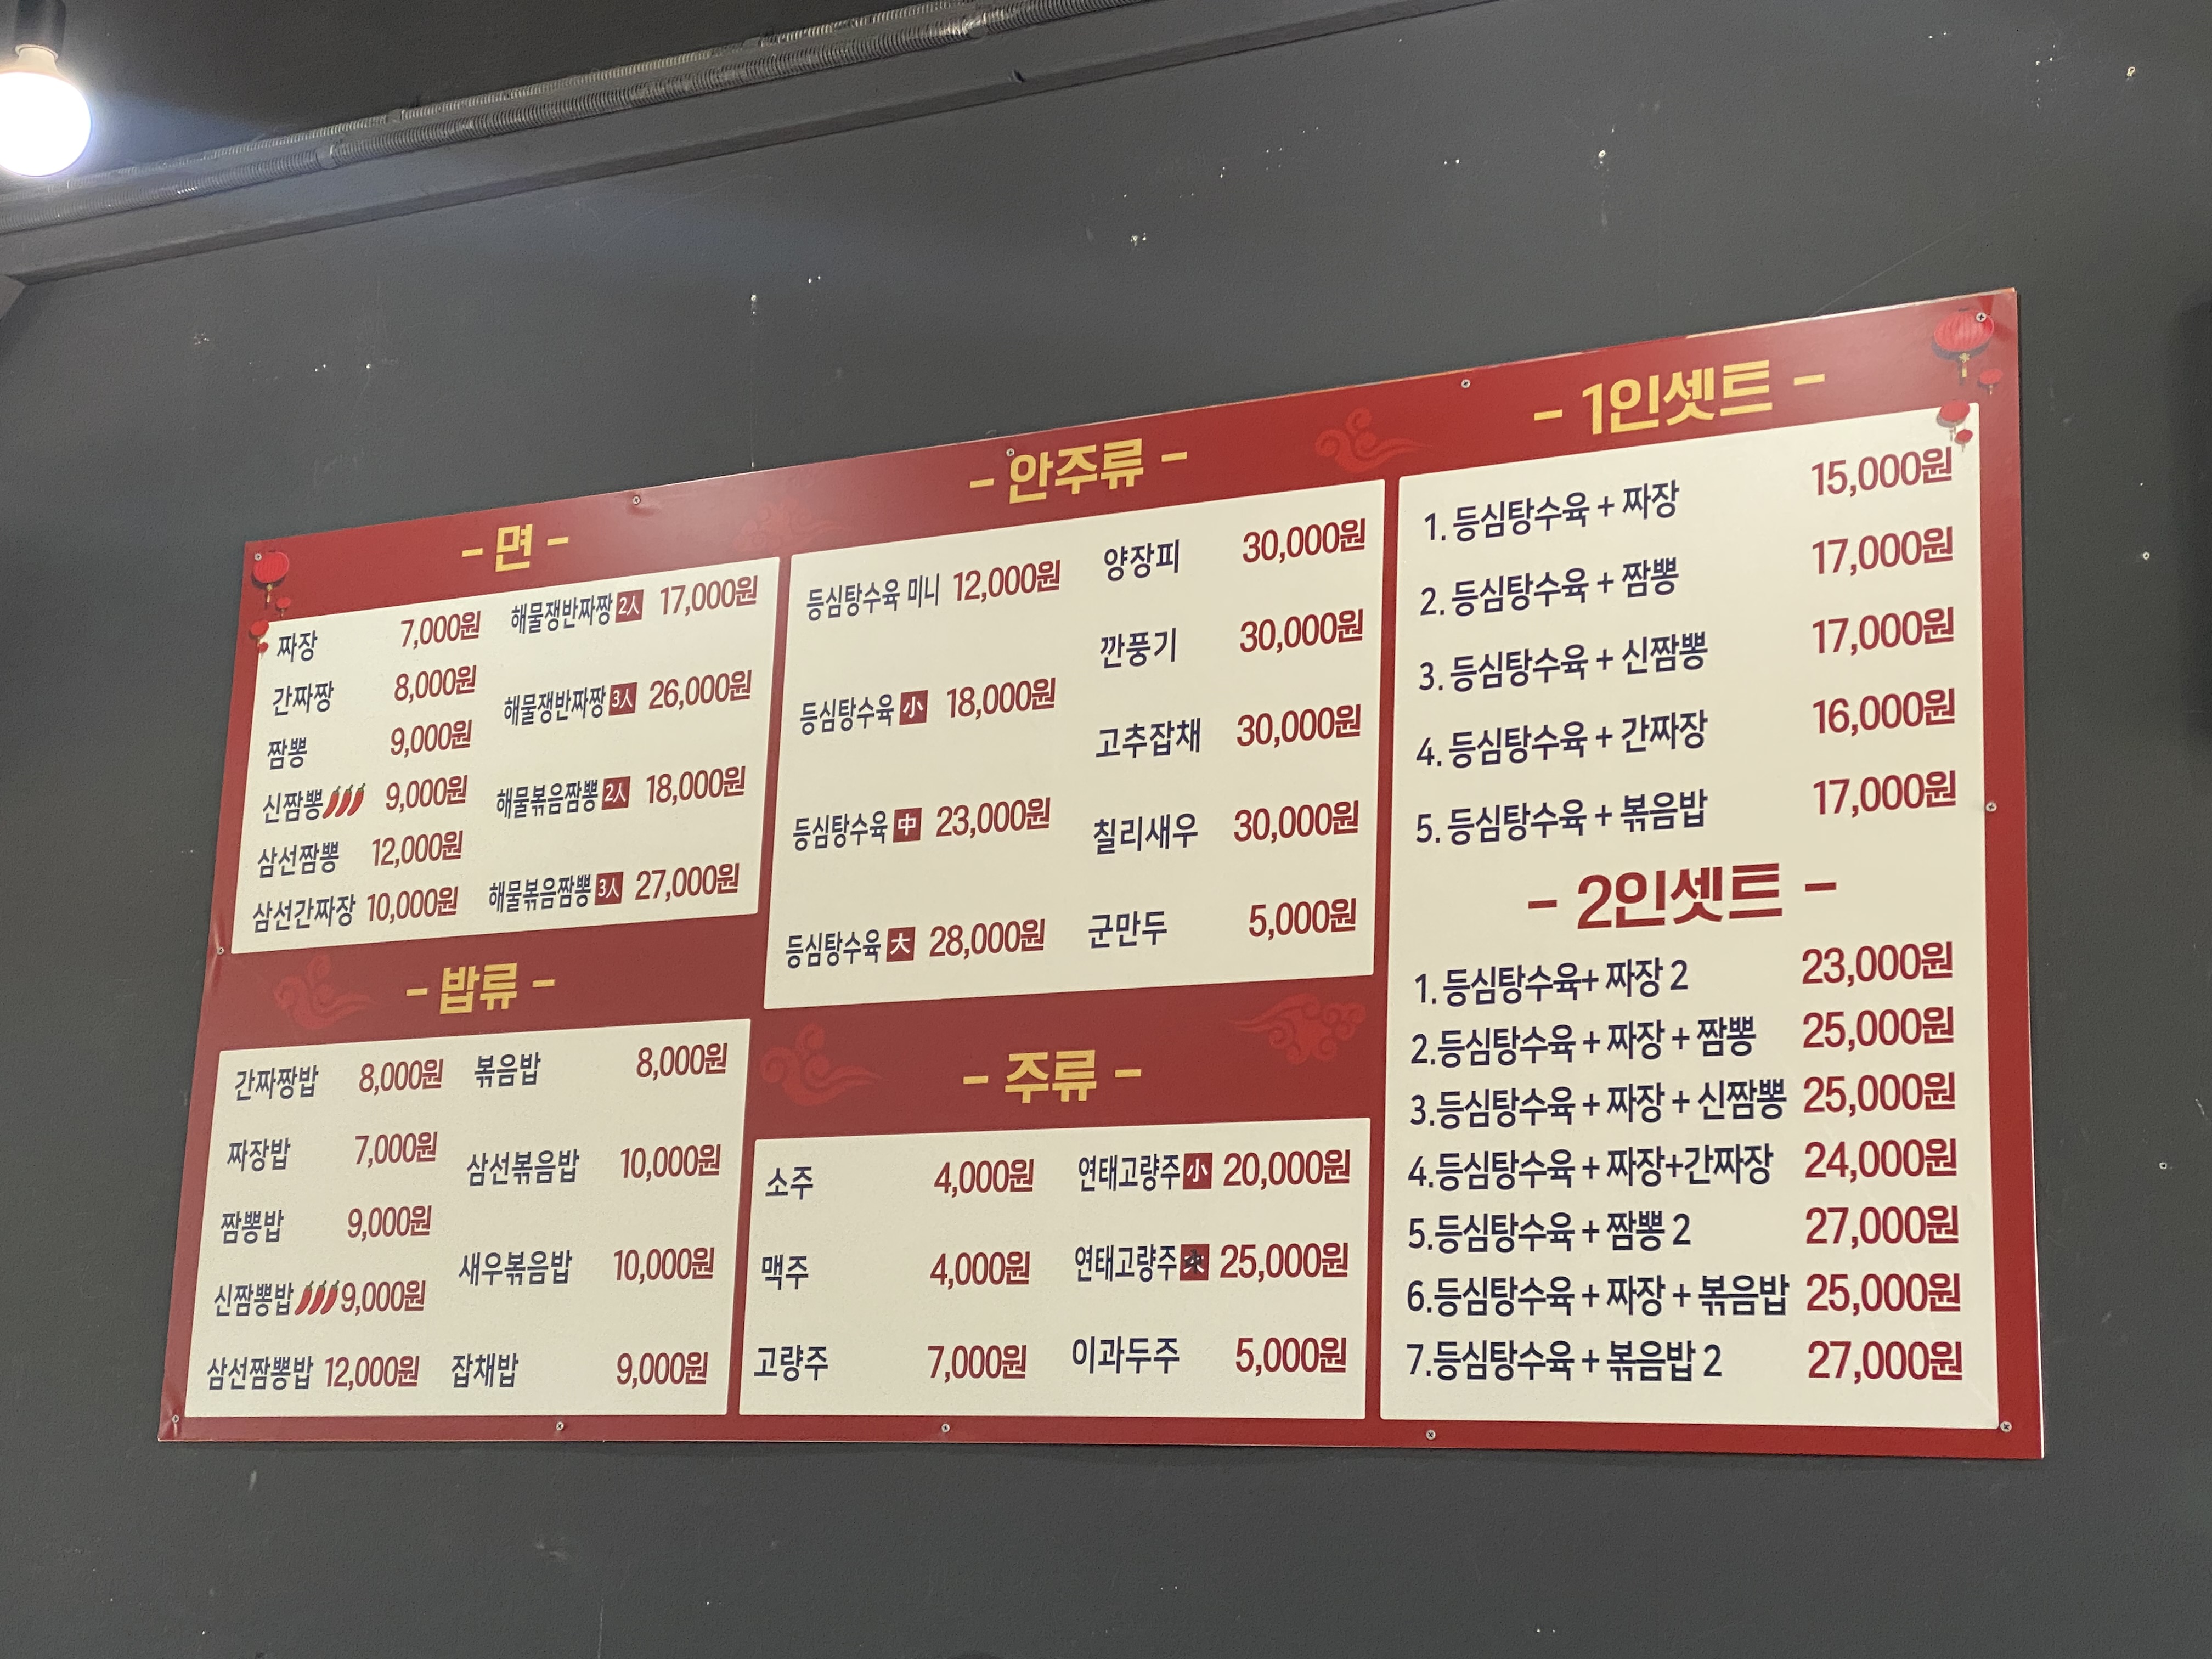 - 면 -
짜장 7,000원
간짜장 8,000원
짬뽕 9,000원
신짬뽕 9,000원
삼선짬뽕 12,000원
삼선간짜장 10,000원
해물쟁반짜짱 2人 17,000원
해물쟁반짜짱 3人 26,000원
해물볶음짬뽕 2人 18,000원
해물볶음짬뽕 3人 27,000원
- 밥류 -
간짜짱밥 8,000원
짜장밥 7,000원
짬뽕밥 9,000원
신짬뽕밥 9,000원
삼선짬뽕밥 12,000원
볶음밥 8,000원
삼선볶음밥 10,000원
새우볶음밥 10,000원
잡채밥 9,000원
- 안주류 -
등심탕수육 미니 12,000원
등심탕수육 小 18,000원
등심탕수육 中 23,000원
등심탕수육 大 28,000원
양장피 30,000원
깐풍기 30,000원
고추잡채 30,000원
칠리새우 30,000원
군만두 5,000원
- 주류 -
소주 4,000원
맥주 4,000원
고량주 7,000원
연태고량주 小 20,000원
연태고량주 25,000원
이과두주 5,000원
- 1인셋트 -
1. 등심탕수육 + 짜장 15,000원
2. 등심탕수육 + 짬뽕 17,000원
3. 등심탕수육 + 신짬뽕 17,000원
4. 등심탕수육 + 간짜장 16,000원
5. 등심탕수육 + 볶음밥 17,000원
- 2인셋트 -
1. 등심탕수육+ 짜장 2 23,000원
2.등심탕수육 + 짜장 + 짬뽕 25,000원
3.등심탕수육 + 짜장 + 신짬뽕 25,000원
4.등심탕수육 + 짜장+간짜장 24,000원
5.등심탕수육 + 짬뽕 2 27,000원
6.등심탕수육 + 짜장 + 볶음밥 25,000원
7.등심탕수육 + 볶음밥 2 27,000원